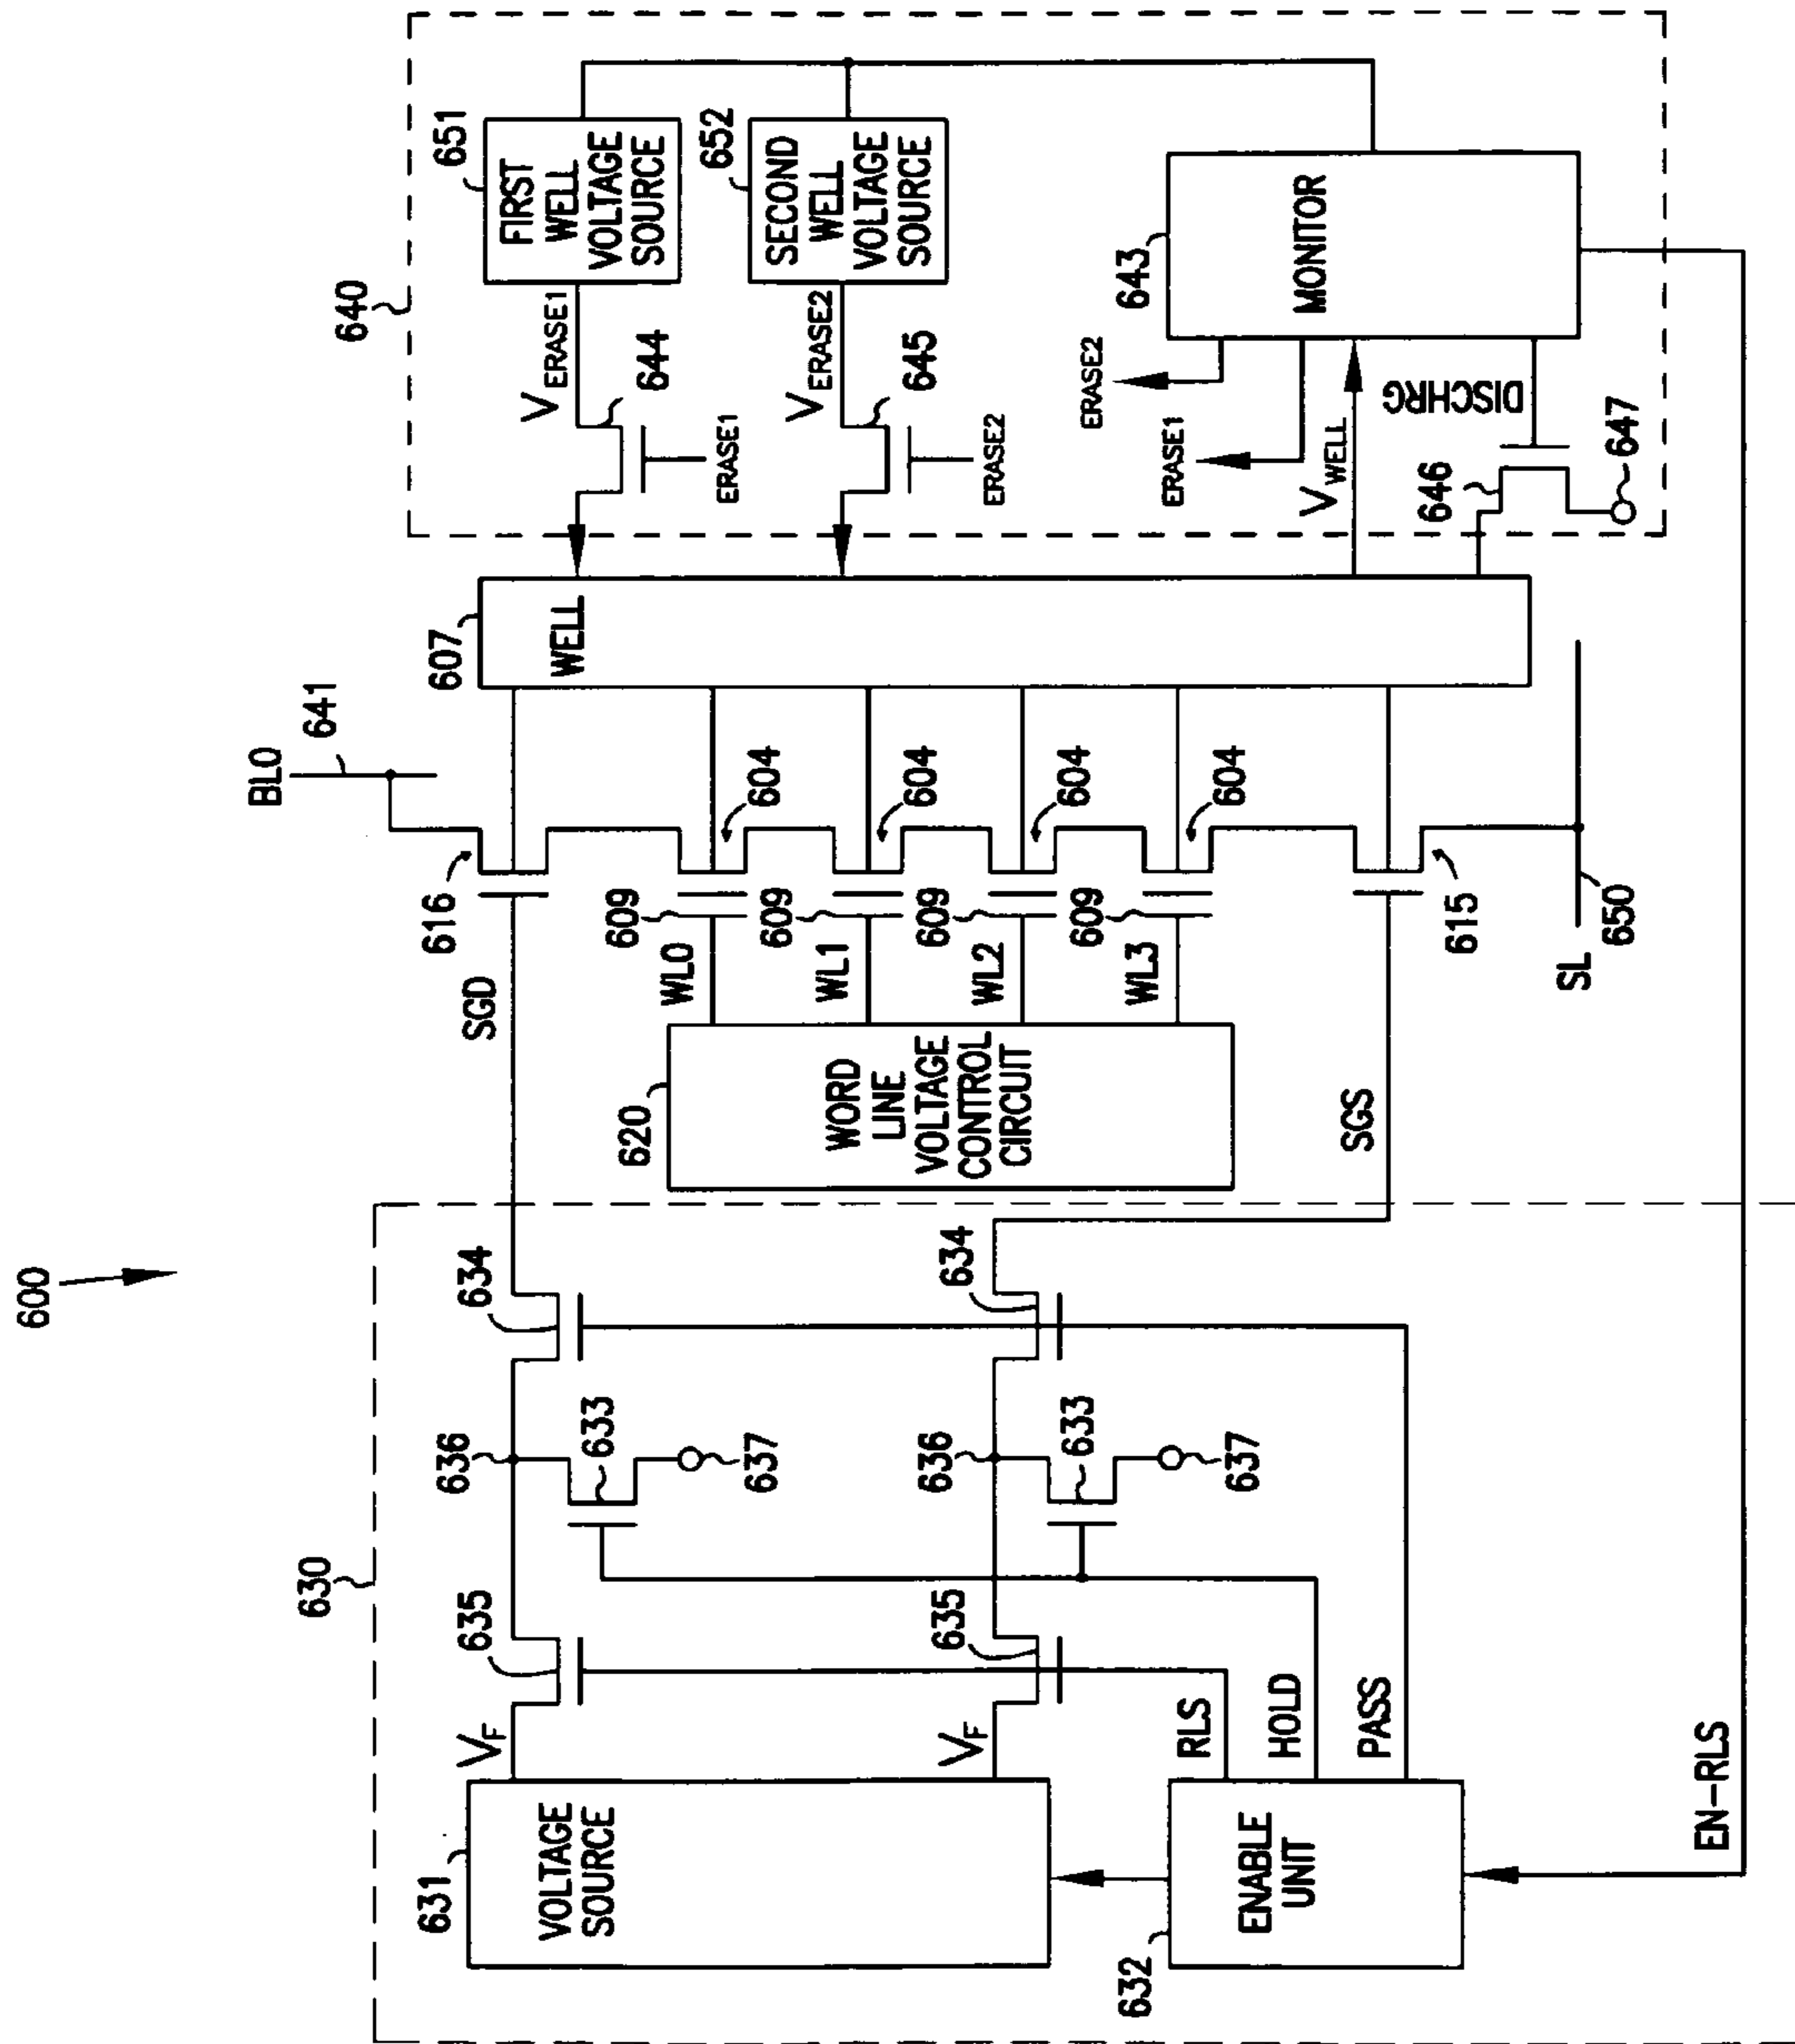 600
630
635
634
636
633
637
VF
631
VOLTAGE
SOURCE
635
634
636
633
637
VF
632
ENABLE
UNIT
RLS
HOLD
PASS
EN-RLS
BL0
641
616
SGD
620
WORD
LINE
VOLTAGE
CONTROL
CIRCUIT
WL0
609
604
WL1
609
604
WL2
609
604
WL3
609
604
SGS
615
SL
650
607
WELL
640
651
FIRST
WELL
VOLTAGE
SOURCE
VERASE1
644
ERASE1
652
SECOND
WELL
VOLTAGE
SOURCE
VERASE2
645
ERASE2
643
MONITOR
ERASE2
ERASE1
VWELL
DISCHRG
646
647